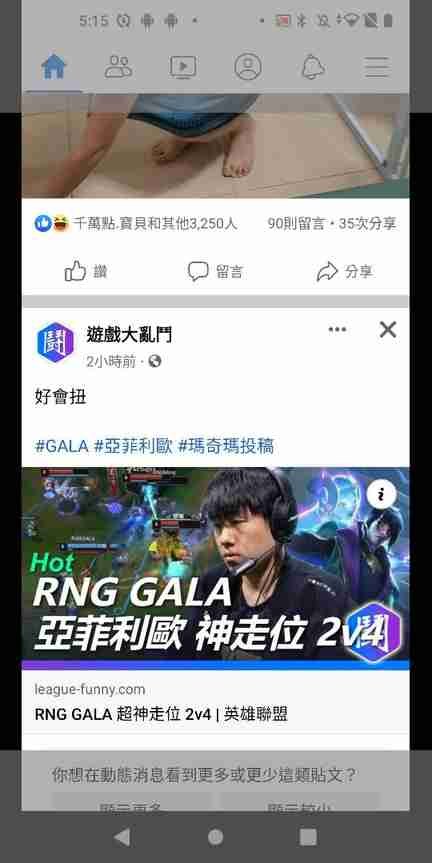 5:15
千萬點.寶貝和其他3,250人
90則留言・35次分享
讚
留言
分享
鬪
遊戲大亂鬥
2小時前
好會扭
#GALA #亞菲利歐 #瑪奇瑪投稿
Hot
RNG GALA
亞菲利歐 神走位 2v4
鬪
league-funny.com
RNG GALA 超神走位 2v4 | 英雄聯盟
你想在動態消息看到更多或更少這類貼文？
顯示更多
顯示較少